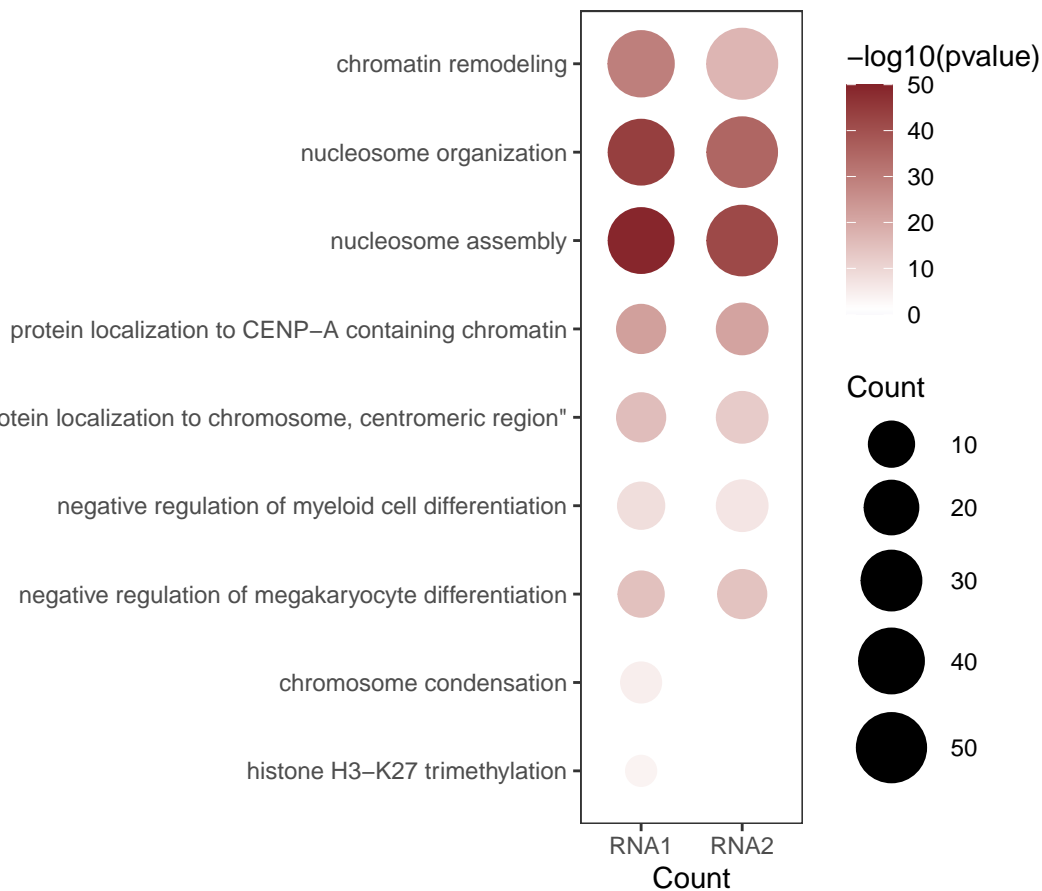 chromatin remodeling
nucleosome organization
nucleosome assembly
protein localization to CENP−A containing chromatin
otein localization to chromosome, centromeric region"
negative regulation of myeloid cell differentiation
negative regulation of megakaryocyte differentiation
chromosome condensation
histone H3−K27 trimethylation
RNA1 RNA2
Count
−log10(pvalue)
50
40
30
20
10
0
Count
10
20
30
40
50